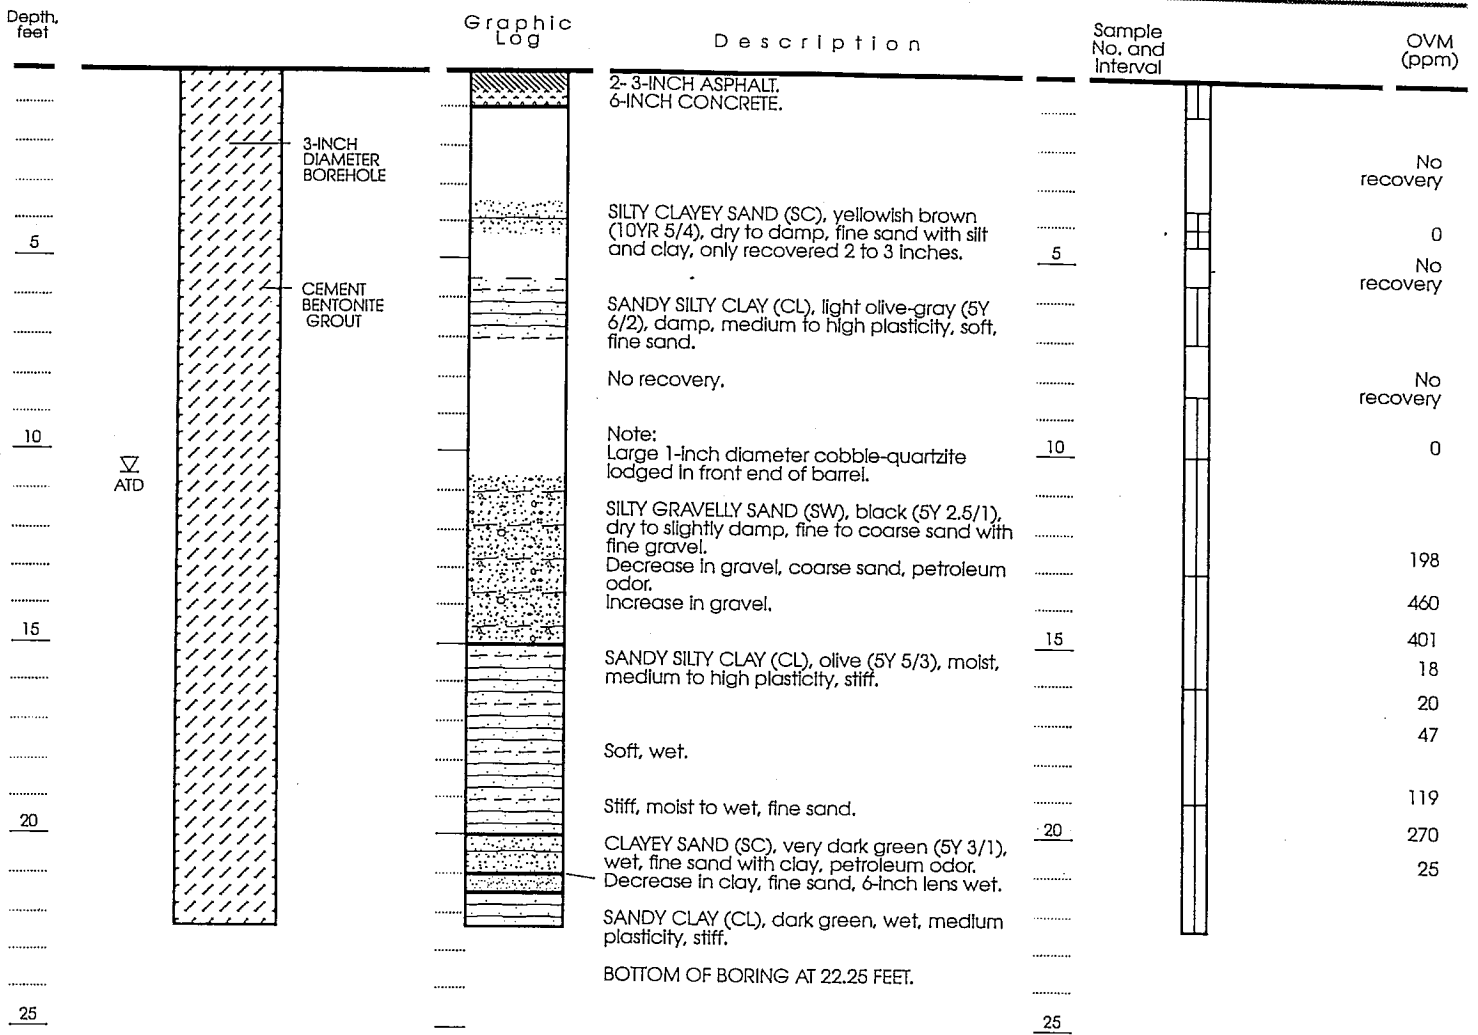 Depth,
feet
Graphic
Log
Description
Sample
No. and
Interval
OVM
(ppm)
2- 3-INCH ASPHALT.
6-INCH CONCRETE.
3-INCH
DIAMETER
BOREHOLE
No
recovery
SILTY CLAYEY SAND (SC), yellowish brown
(10YR 5/4), dry to damp, fine sand with silt
and clay, only recovered 2 to 3 inches.
0
5
5
No
recovery
CEMENT
BENTONITE
GROUT
SANDY SILTY CLAY (CL), light olive-gray (5Y
6/2), damp, medium to high plasticity, soft,
fine sand.
No recovery.
No
recovery
10
Note:
Large 1-inch diameter cobble-quartzite
lodged in front end of barrel.
10
0
ATD
SILTY GRAVELLY SAND (SW), black (5Y 2.5/1),
dry to slightly damp, fine to coarse sand with
fine gravel.
Decrease in gravel, coarse sand, petroleum
odor.
198
Increase in gravel.
460
15
15
401
SANDY SILTY CLAY (CL), olive (5Y 5/3), moist,
medium to high plasticity, stiff.
18
20
47
Soft, wet.
Stiff, moist to wet, fine sand.
119
20
20
270
CLAYEY SAND (SC), very dark green (5Y 3/1),
wet, fine sand with clay, petroleum odor.
Decrease in clay, fine sand, 6-inch lens wet.
25
SANDY CLAY (CL), dark green, wet, medium
plasticity, stiff.
BOTTOM OF BORING AT 22.25 FEET.
25
25